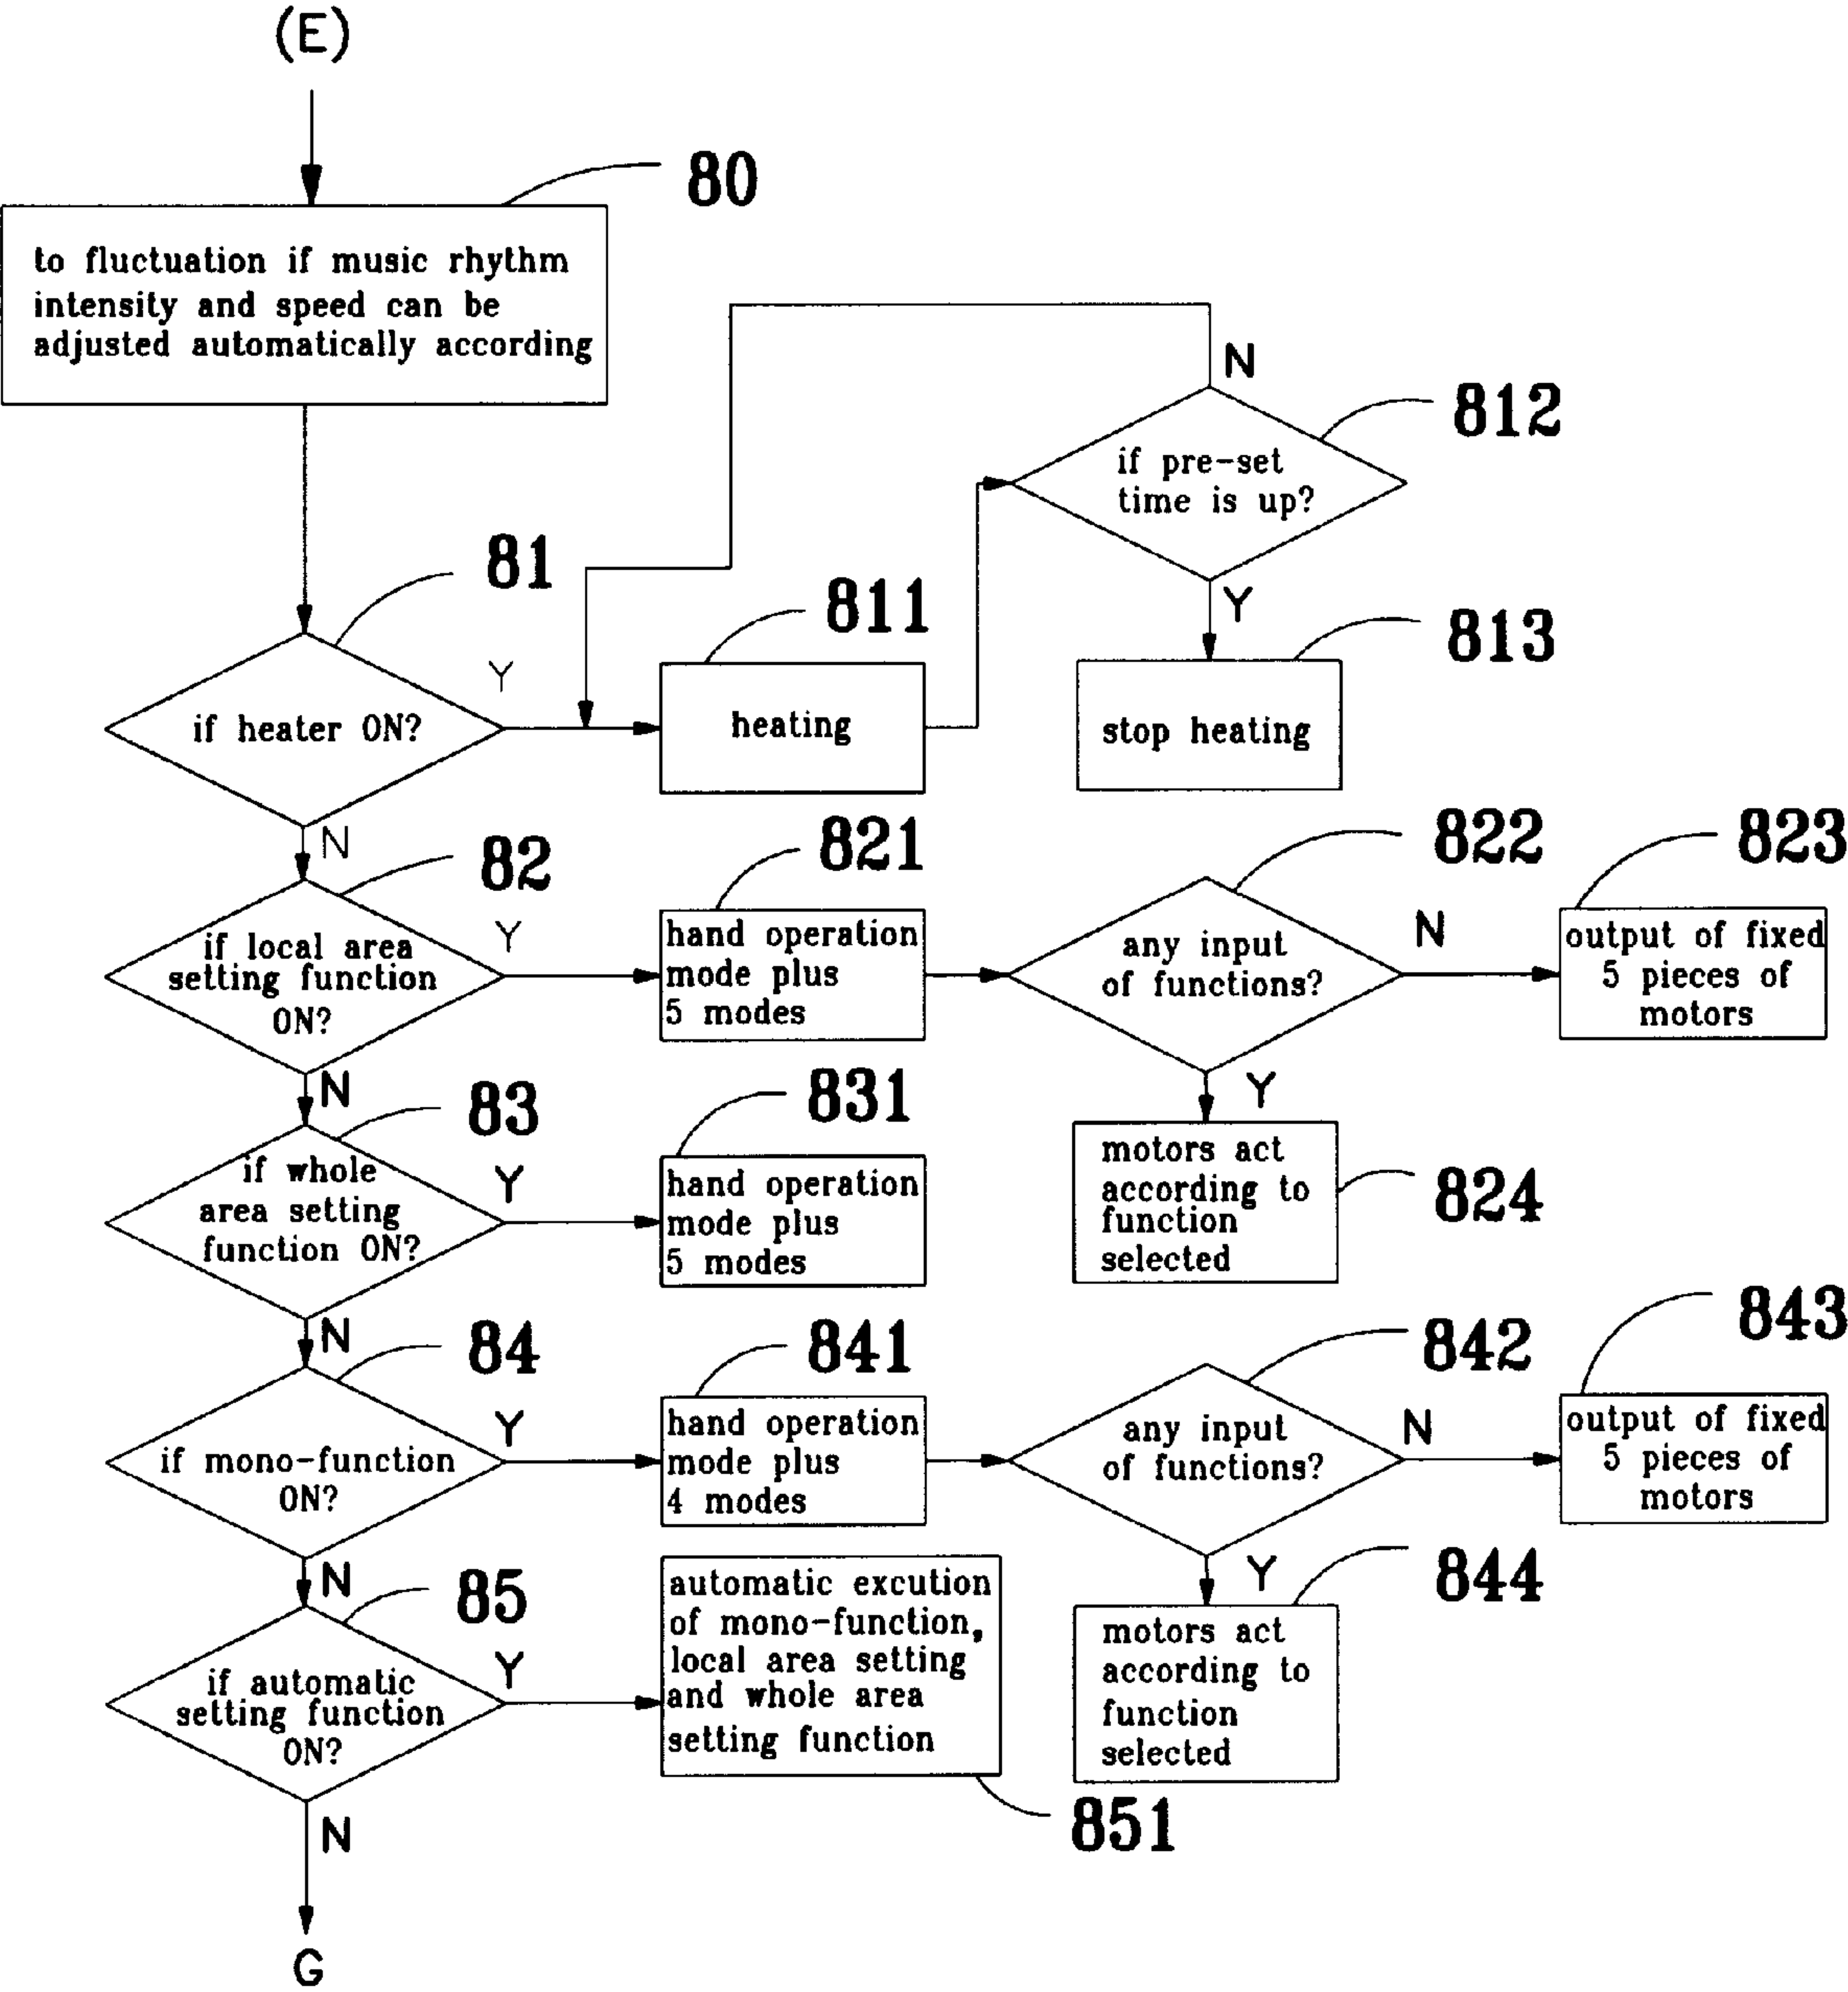 (E)
80
to fluctuation if music rhythm
intensity and speed can be
adjusted automatically according
N
812
if pre-set
time is up?
Y
81
811
813
Y
if heater ON?
heating
stop heating
N
82
821
822
823
if local area
setting function
ON?
Y
hand operation
mode plus
5 modes
any input
of functions?
N
output of fixed
5 pieces of
motors
N
Y
83
831
824
if whole
area setting
function ON?
Y
hand operation
mode plus
5 modes
motors act
according to
function
selected
N
84
841
842
843
if mono-function
ON?
Y
hand operation
mode plus
4 modes
any input
of functions?
N
output of fixed
5 pieces of
motors
N
Y
85
844
if automatic
setting function
ON?
Y
automatic excution
of mono-function,
local area setting
and whole area
setting function
motors act
according to
function
selected
851
N
G